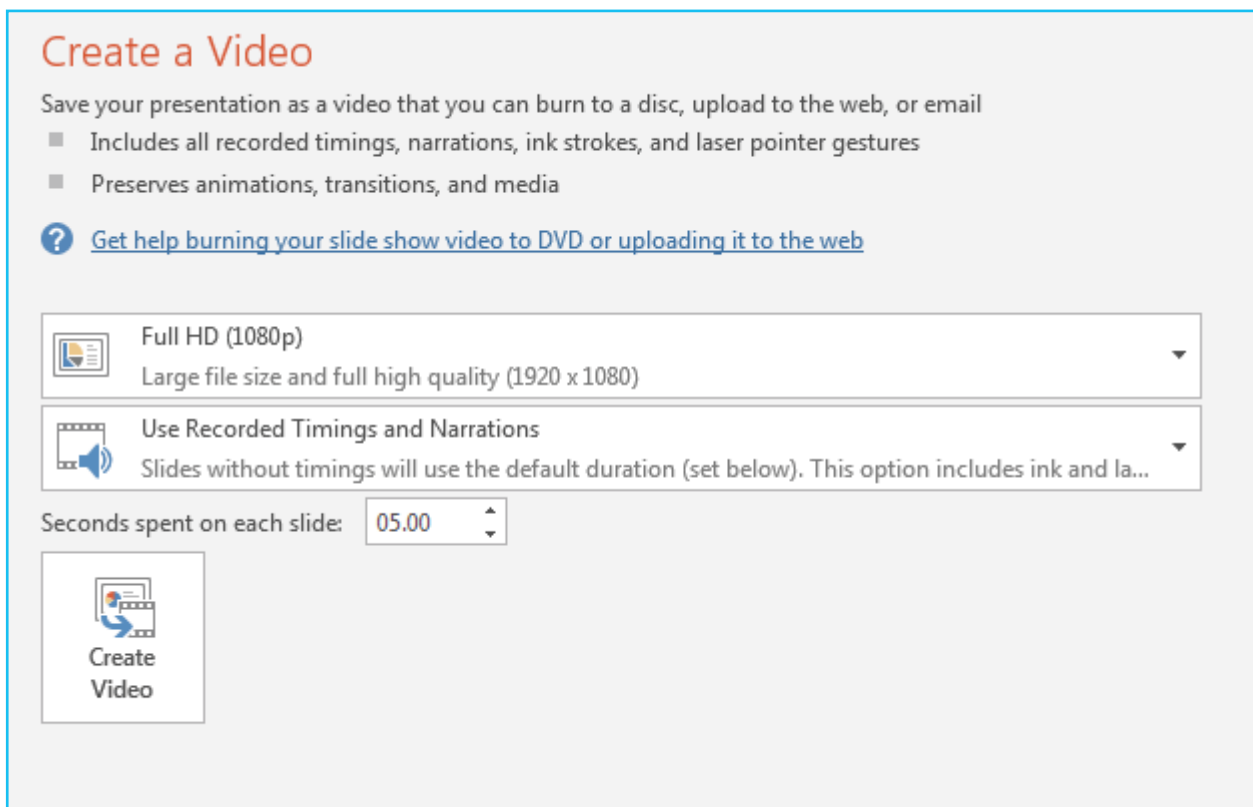 Create a Video
Save your presentation as a video that you can burn to a disc, upload to the web, or email
Includes all recorded timings, narrations, ink strokes, and laser pointer gestures
Preserves animations, transitions, and media
? Get help burning your slide show video to DVD or uploading it to the web
Full HD (1080p)
Large file size and full high quality (1920 x 1080)
Use Recorded Timings and Narrations
Slides without timings will use the default duration (set below). This option includes ink and la...
Seconds spent on each slide: 05.00
Create
Video